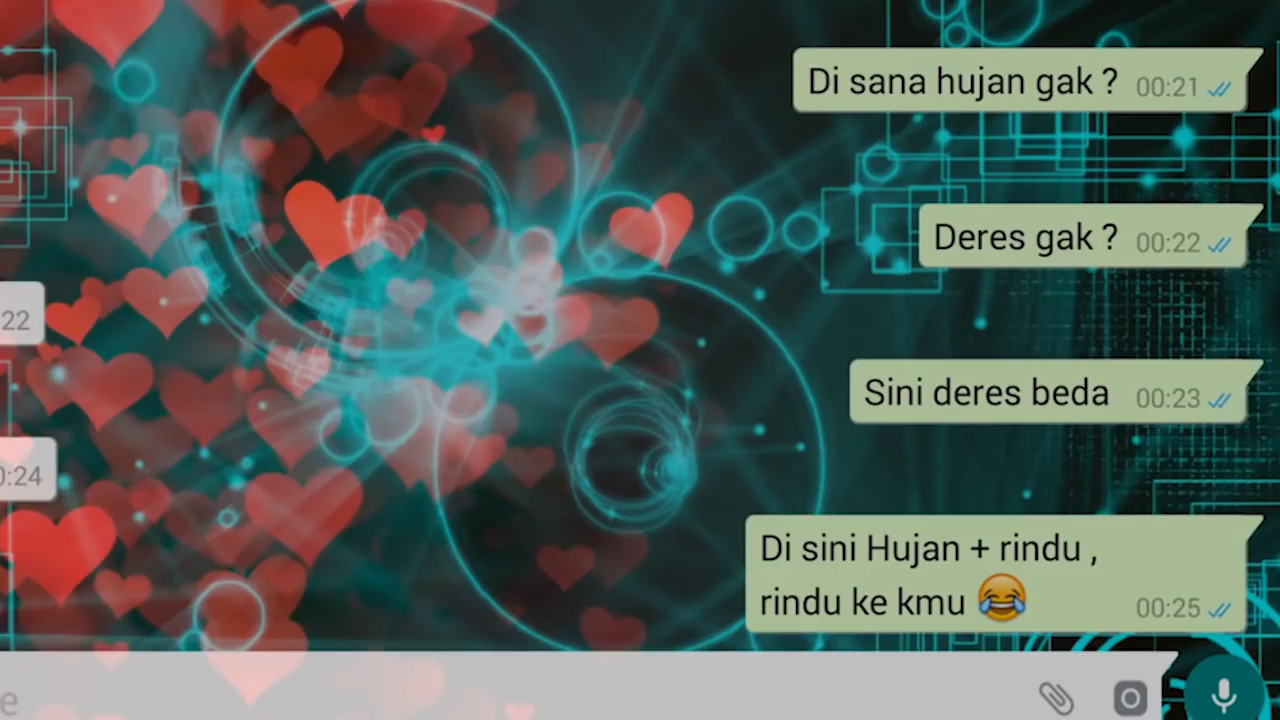 Di sana hujan gak ? 00:21
Deres gak ? 00:22
22
Sini deres beda 00:23
0:24
Di sini Hujan + rindu ,
rindu ke kmu 😂 00:25
e